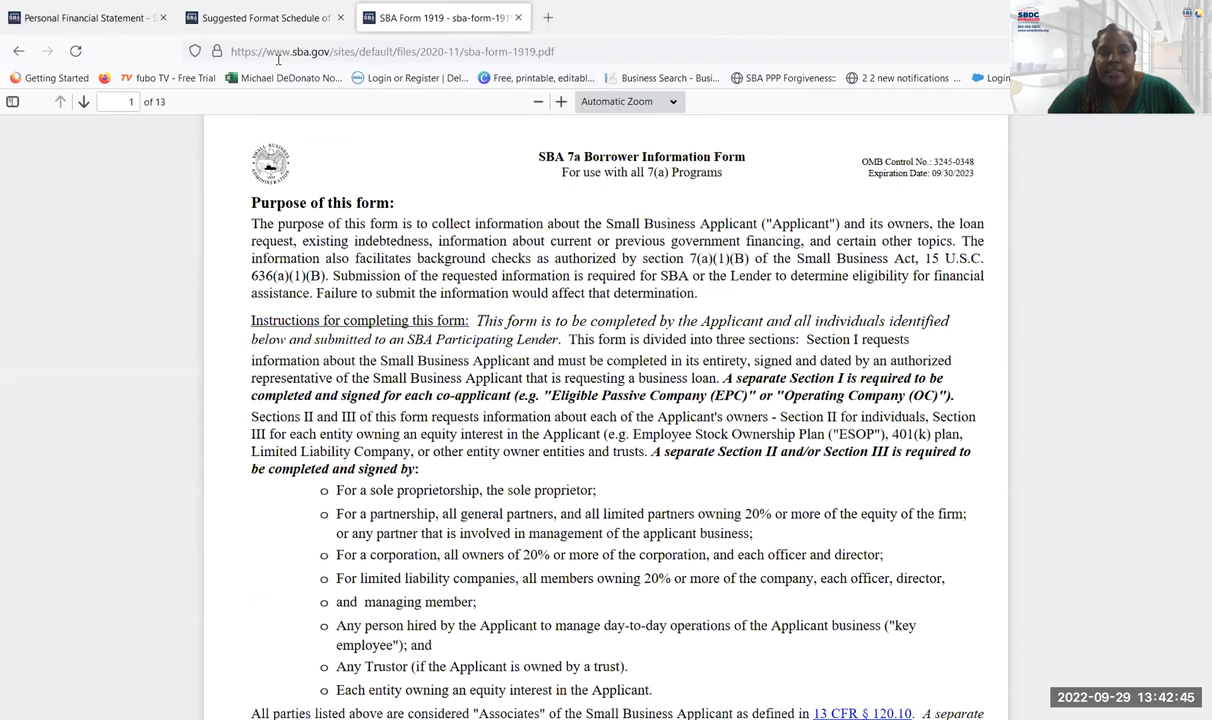 Personal Financial Statement - S
Suggested Format Schedule of
SBA Form 1919 - sba-form-191
https://www.sba.gov/sites/default/files/2020-11/sba-form-1919.pdf
Getting Started
fubo TV - Free Trial
Michael DeDonato No...
Login or Register | Del...
Free, printable, editabl...
Business Search - Busi...
SBA PPP Forgiveness:
2 2 new notifications ...
Login
1 of 13
Automatic Zoom
SBDC
SBA 7a Borrower Information Form
For use with all 7(a) Programs
OMB Control No.: 3245-0348
Expiration Date: 09/30/2023
Purpose of this form:
The purpose of this form is to collect information about the Small Business Applicant ("Applicant") and its owners, the loan
request, existing indebtedness, information about current or previous government financing, and certain other topics. The
information also facilitates background checks as authorized by section 7(a)(1)(B) of the Small Business Act, 15 U.S.C.
636(a)(1)(B). Submission of the requested information is required for SBA or the Lender to determine eligibility for financial
assistance. Failure to submit the information would affect that determination.
Instructions for completing this form: This form is to be completed by the Applicant and all individuals identified
below and submitted to an SBA Participating Lender. This form is divided into three sections: Section I requests
information about the Small Business Applicant and must be completed in its entirety, signed and dated by an authorized
representative of the Small Business Applicant that is requesting a business loan. A separate Section I is required to be
completed and signed for each co-applicant (e.g. "Eligible Passive Company (EPC)" or "Operating Company (OC)").
Sections II and III of this form requests information about each of the Applicant's owners - Section II for individuals, Section
III for each entity owning an equity interest in the Applicant (e.g. Employee Stock Ownership Plan ("ESOP"), 401(k) plan,
Limited Liability Company, or other entity owner entities and trusts. A separate Section II and/or Section III is required to
be completed and signed by:
o For a sole proprietorship, the sole proprietor;
o For a partnership, all general partners, and all limited partners owning 20% or more of the equity of the firm;
or any partner that is involved in management of the applicant business;
o For a corporation, all owners of 20% or more of the corporation, and each officer and director;
o For limited liability companies, all members owning 20% or more of the company, each officer, director,
o and managing member;
o Any person hired by the Applicant to manage day-to-day operations of the Applicant business ("key
employee"); and
o Any Trustor (if the Applicant is owned by a trust).
o Each entity owning an equity interest in the Applicant.
All parties listed above are considered "Associates" of the Small Business Applicant as defined in 13 CFR § 120.10. A separate
2022-09-29 13:42:45